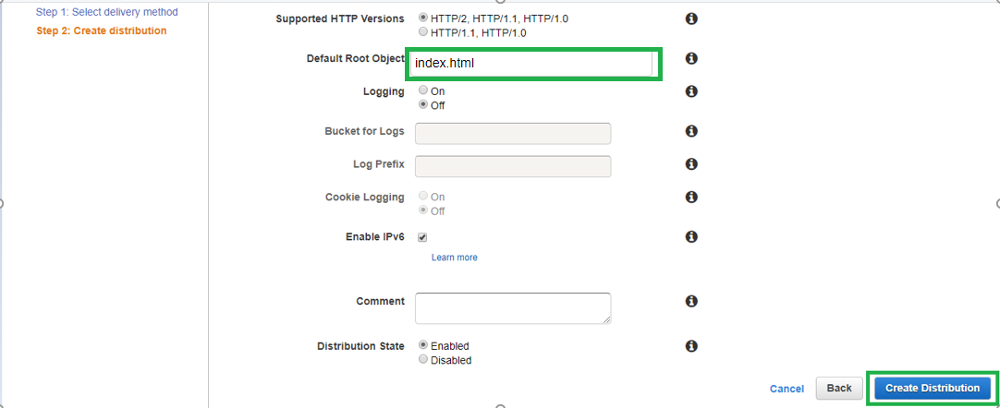 Step 1: Select delivery method
Step 2: Create distribution
Supported HTTP Versions
HTTP/2, HTTP/1.1, HTTP/1.0
HTTP/1.1, HTTP/1.0
Default Root Object
index.html
Logging
On
Off
Bucket for Logs
Log Prefix
Cookie Logging
On
Off
Enable IPv6
Learn more
Comment
Distribution State
Enabled
Disabled
Cancel
Back
Create Distribution